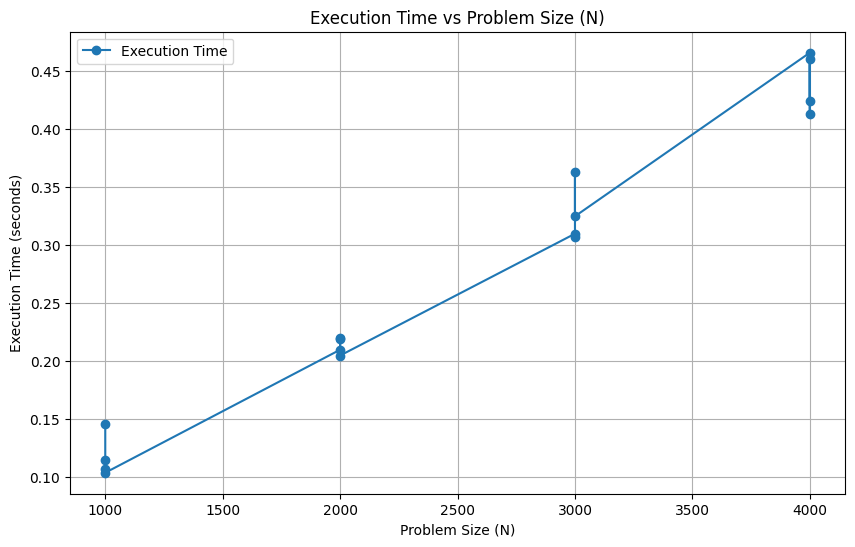 Execution Time vs Problem Size (N)
Execution Time
0.45
0.40
0.35
0.30
0.25
0.20
0.15
0.10
Execution Time (seconds)
1000 1500 2000 2500 3000 3500 4000
Problem Size (N)